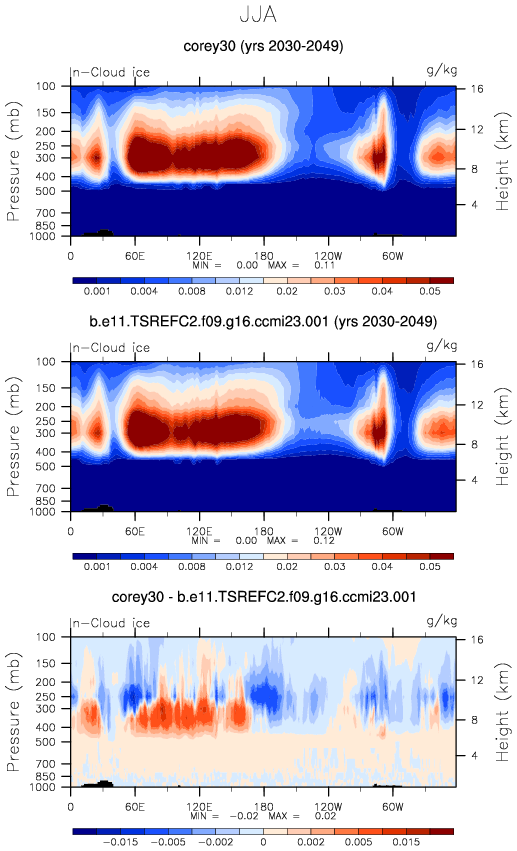 JJA
corey30 (yrs 2030-2049)
In-Cloud ice g/kg
Pressure (mb)
100
150
200
250
300
400
500
700
850
1000
16
12
8
4
Height (km)
0 60E 120E 180 120W 60W
MIN = 0.00 MAX = 0.11
0.001 0.004 0.008 0.012 0.02 0.03 0.04 0.05
b.e11.TSREFC2.f09.g16.ccmi23.001 (yrs 2030-2049)
In-Cloud ice g/kg
Pressure (mb)
100
150
200
250
300
400
500
700
850
1000
16
12
8
4
Height (km)
0 60E 120E 180 120W 60W
MIN = 0.00 MAX = 0.12
0.001 0.004 0.008 0.012 0.02 0.03 0.04 0.05
corey30 - b.e11.TSREFC2.f09.g16.ccmi23.001
In-Cloud ice g/kg
Pressure (mb)
100
150
200
250
300
400
500
700
850
1000
16
12
8
4
Height (km)
0 60E 120E 180 120W 60W
MIN = -0.02 MAX = 0.02
-0.015 -0.005 -0.002 0 0.002 0.005 0.015